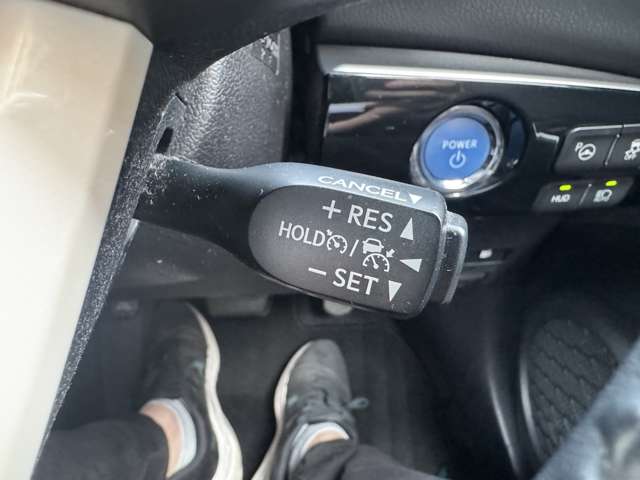 POWER
CANCEL▼
+ RES ▲
HOLD / ◄
− SET ▼
P
HUD